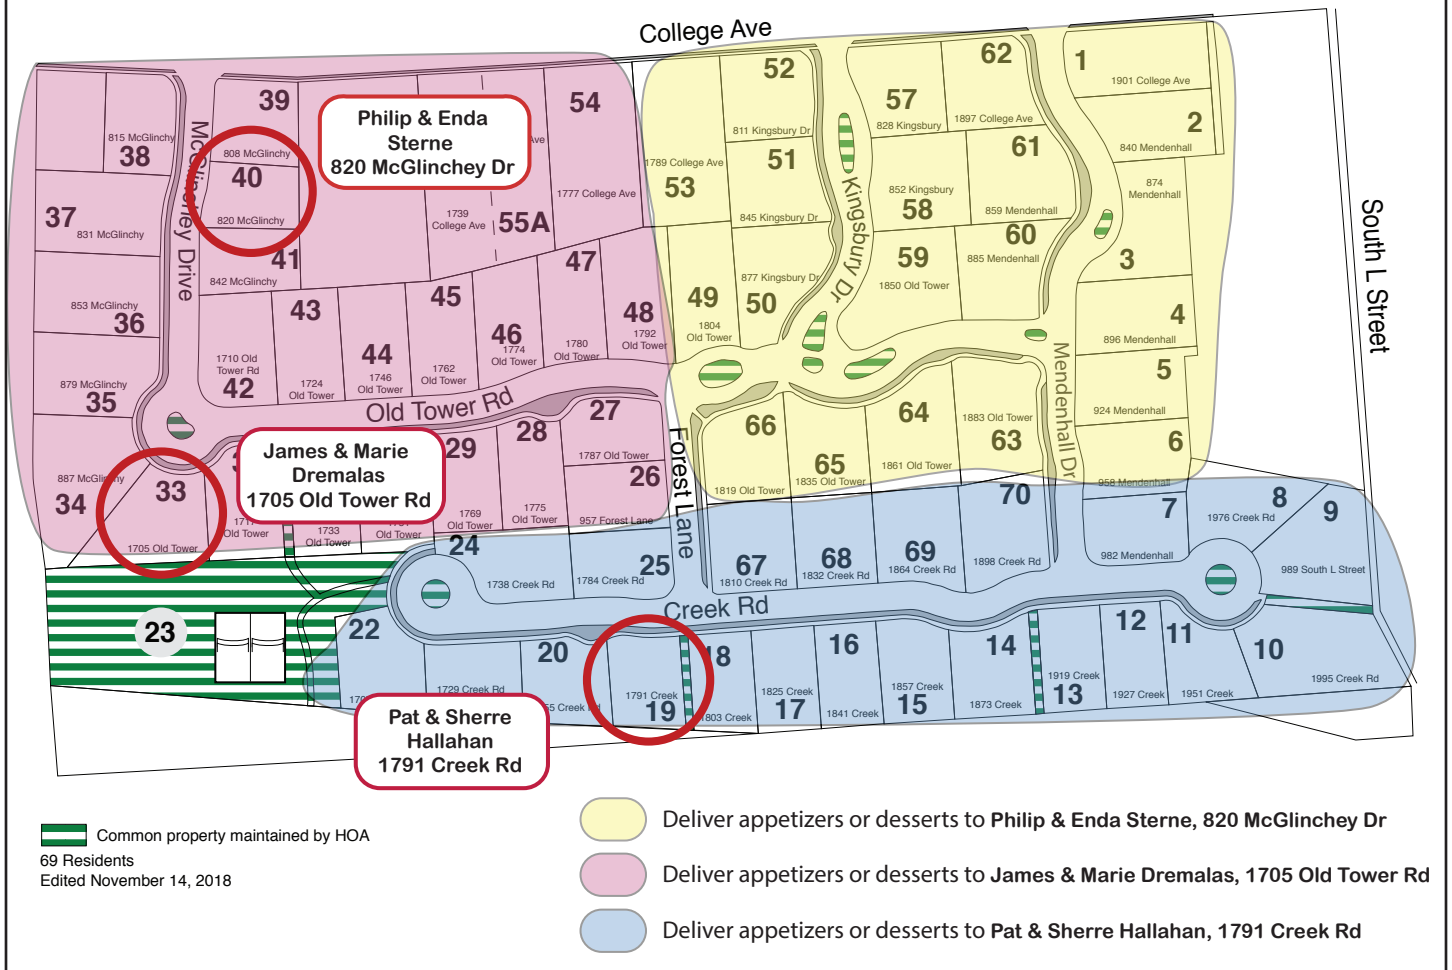 College Ave
52
811 Kingsbury Dr
62
1897 College Ave
1
1901 College Ave
57
828 Kingsbury
2
840 Mendenhall
39
808 McGlinchy
54
1777 College Ave
Philip & Enda
Sterne
820 McGlinchey Dr
Ave
815 McGlinchy
38
McGlinchey Drive
40
820 McGlinchy
51
845 Kingsbury Dr
61
859 Mendenhall
1789 College Ave
53
Kingsbury Dr
852 Kingsbury
58
874
Mendenhall
3
South L Street
37
831 McGlinchy
1739
College Ave
55A
41
842 McGlinchy
47
1780
Old Tower
877 Kingsbury Dr
50
59
1850 Old Tower
60
885 Mendenhall
853 McGlinchy
36
43
1724
Old Tower
45
1762
Old Tower
48
1792
Old Tower
49
1804
Old Tower
4
896 Mendenhall
1710 Old
Tower Rd
42
44
1746
Old Tower
46
1774
Old Tower
Mendenhall Dr
5
924 Mendenhall
879 McGlinchy
35
Old Tower Rd
27
1787 Old Tower
66
1819 Old Tower
64
1861 Old Tower
1883 Old Tower
63
6
958 Mendenhall
James & Marie
Dremalas
1705 Old Tower Rd
29
1769
Old Tower
28
1775
Old Tower
26
957 Forest Lane
Forest Lane
65
1835 Old Tower
887 McGlinchy
34
33
1705 Old Tower
Old Tower
1733
Old Tower
Old Tower
70
1898 Creek Rd
7
982 Mendenhall
8
1976 Creek Rd
9
989 South L Street
24
1738 Creek Rd
25
1784 Creek Rd
67
1810 Creek Rd
68
1832 Creek Rd
69
1864 Creek Rd
Creek Rd
23
22
1729 Creek Rd
20
55 Creek Rd
1791 Creek
19
18
1803 Creek
1825 Creek
17
16
1841 Creek
1857 Creek
15
14
1873 Creek
1919 Creek
13
12
1927 Creek
11
1951 Creek
10
1995 Creek Rd
Pat & Sherre
Hallahan
1791 Creek Rd
Common property maintained by HOA
69 Residents
Edited November 14, 2018
Deliver appetizers or desserts to Philip & Enda Sterne, 820 McGlinchey Dr
Deliver appetizers or desserts to James & Marie Dremalas, 1705 Old Tower Rd
Deliver appetizers or desserts to Pat & Sherre Hallahan, 1791 Creek Rd